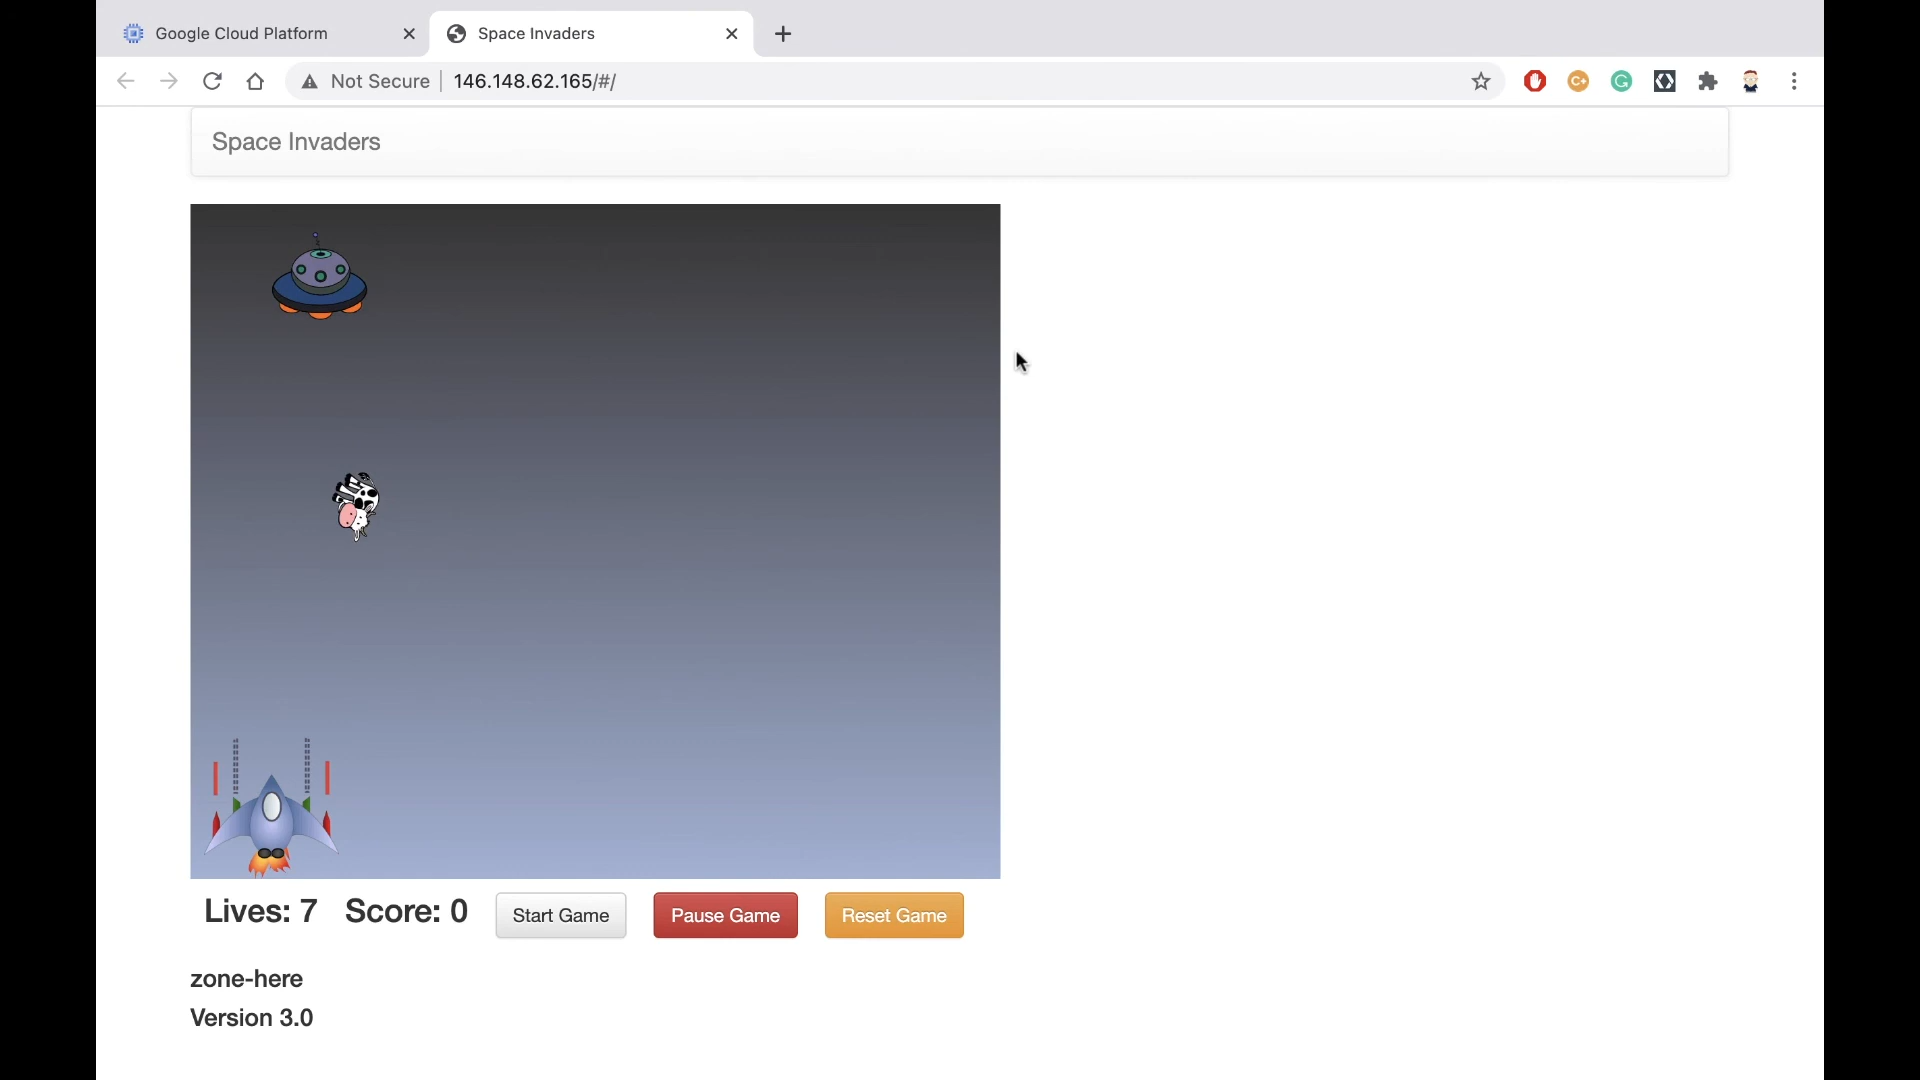 Google Cloud Platform
Space Invaders
Not Secure
146.148.62.165/#/
Space Invaders
Lives: 7 Score: 0 Start Game Pause Game Reset Game
zone-here
Version 3.0